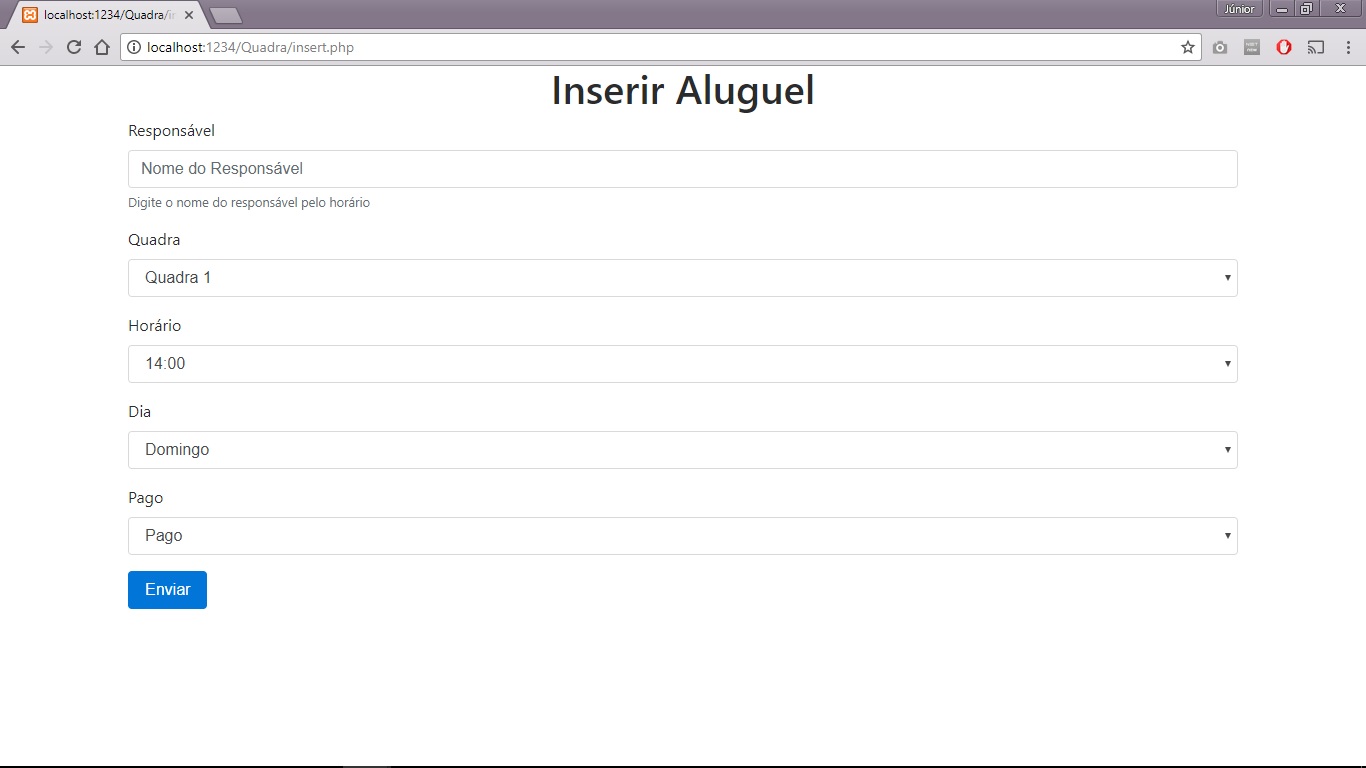 localhost:1234/Quadra/in
Júnior
localhost:1234/Quadra/insert.php
Inserir Aluguel
Responsável
Nome do Responsável
Digite o nome do responsável pelo horário
Quadra
Quadra 1
Horário
14:00
Dia
Domingo
Pago
Pago
Enviar